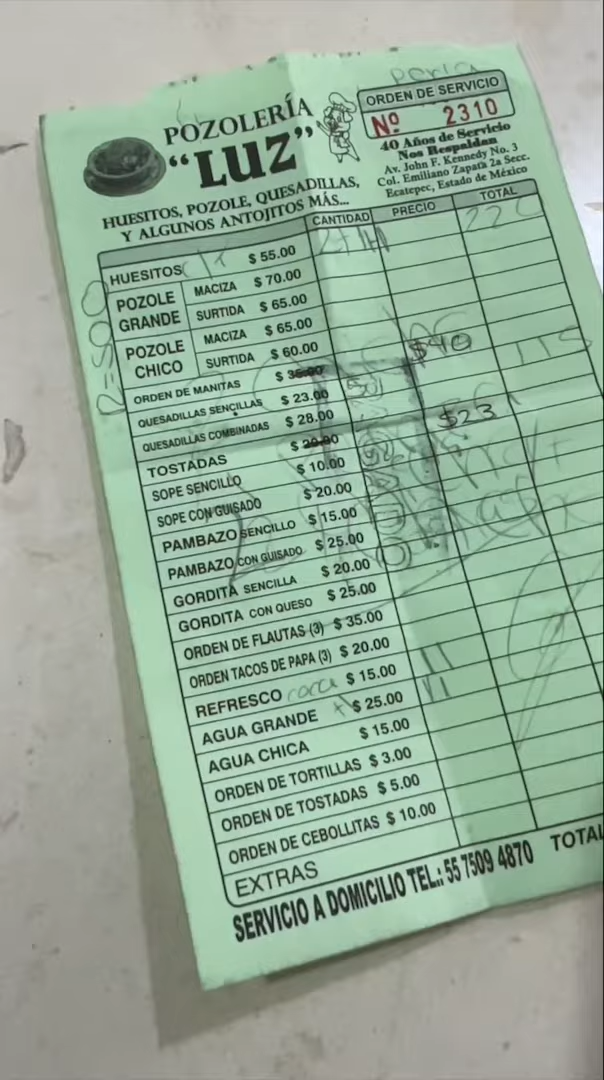 POZOLERÍA
"LUZ"
HUESITOS, POZOLE, QUESADILLAS,
Y ALGUNOS ANTOJITOS MÁS...
ORDEN DE SERVICIO
Nº 2310
40 Años de Servicio
Nos Respaldan
Av. John F. Kennedy No. 3
Col. Emiliano Zapata 2a Secc.
Ecatepec, Estado de México
CANTIDAD PRECIO TOTAL
HUESITOS $ 55.00
POZOLE GRANDE MACIZA $ 70.00
SURTIDA $ 65.00
POZOLE CHICO MACIZA $ 65.00
SURTIDA $ 60.00
ORDEN DE MANITAS $40
QUESADILLAS SENCILLAS $ 23.00 115
QUESADILLAS COMBINADAS $ 28.00
TOSTADAS $ 20.00 $23
SOPE SENCILLO $ 10.00
SOPE CON GUISADO $ 20.00
PAMBAZO SENCILLO $ 15.00
PAMBAZO CON GUISADO $ 25.00
GORDITA SENCILLA $ 20.00
GORDITA CON QUESO $ 25.00
ORDEN DE FLAUTAS (3) $ 35.00
ORDEN TACOS DE PAPA (3) $ 20.00
REFRESCO coca $ 15.00
AGUA GRANDE $ 25.00
AGUA CHICA $ 15.00
ORDEN DE TORTILLAS $ 3.00
ORDEN DE TOSTADAS $ 5.00
ORDEN DE CEBOLLITAS $ 10.00
EXTRAS
SERVICIO A DOMICILIO TEL.: 55 7509 4870 TOTAL